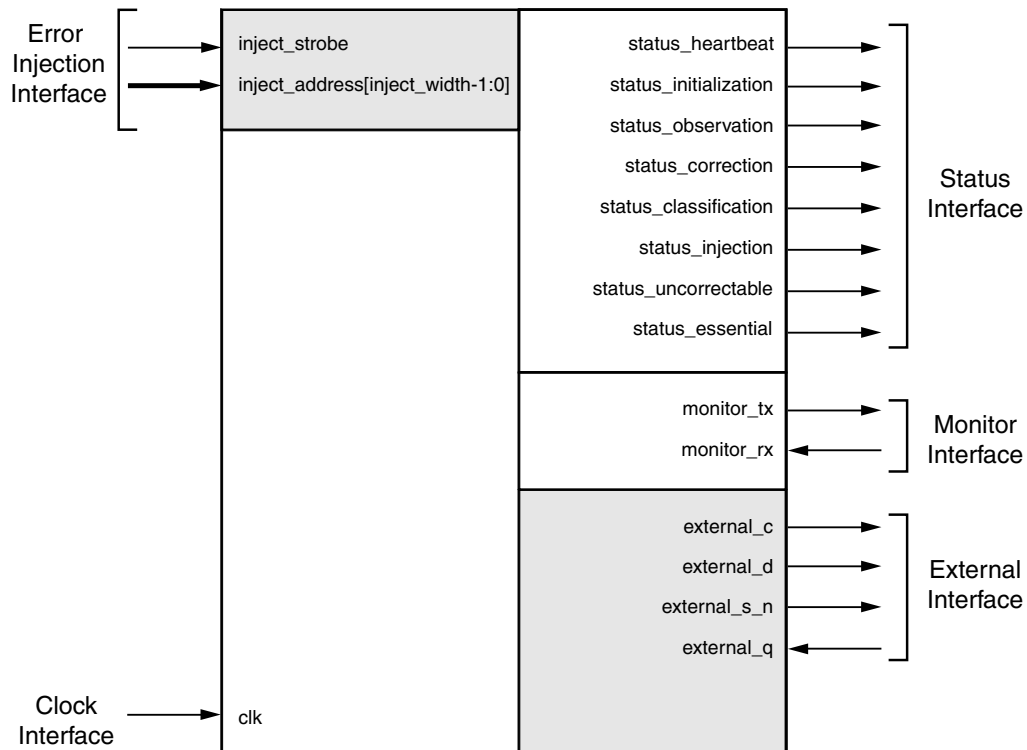 Error
Injection
Interface
inject_strobe
inject_address[inject_width-1:0]
status_heartbeat
status_initialization
status_observation
status_correction
status_classification
status_injection
status_uncorrectable
status_essential
Status
Interface
monitor_tx
monitor_rx
Monitor
Interface
external_c
external_d
external_s_n
external_q
External
Interface
Clock
Interface
clk